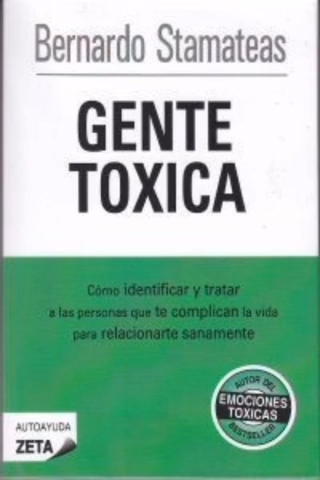 Bernardo Stamateas
GENTE
TOXICA
Cómo identificar y tratar
a las personas que te complican la vida
para relacionarte sanamente
AUTOR DEL
EMOCIONES
TOXICAS
BESTSELLER
AUTOAYUDA
ZETA